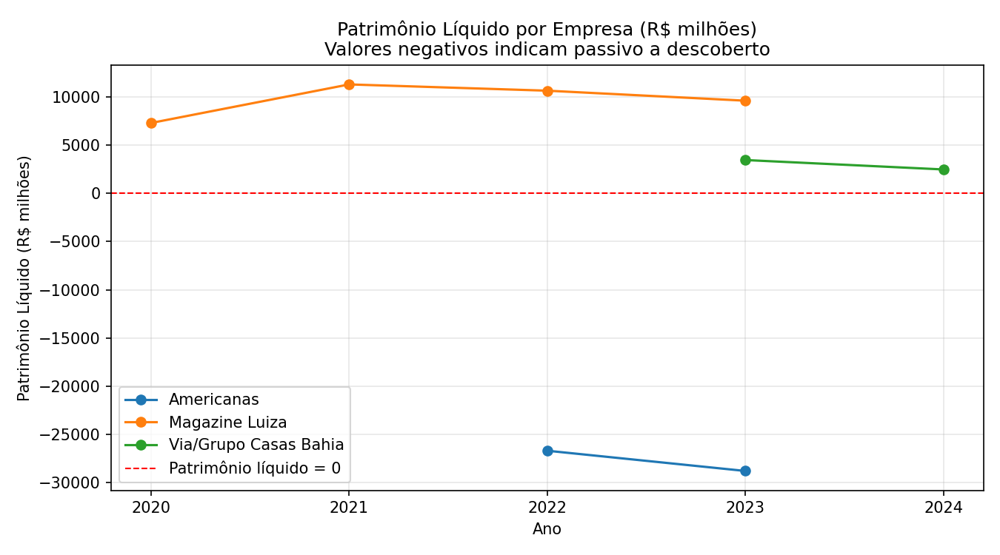 Patrimônio Líquido por Empresa (R$ milhões)
Valores negativos indicam passivo a descoberto
Patrimônio Líquido (R$ milhões)
10000
5000
0
−5000
−10000
−15000
−20000
−25000
−30000
Americanas
Magazine Luiza
Via/Grupo Casas Bahia
Patrimônio líquido = 0
2020 2021 2022 2023 2024
Ano